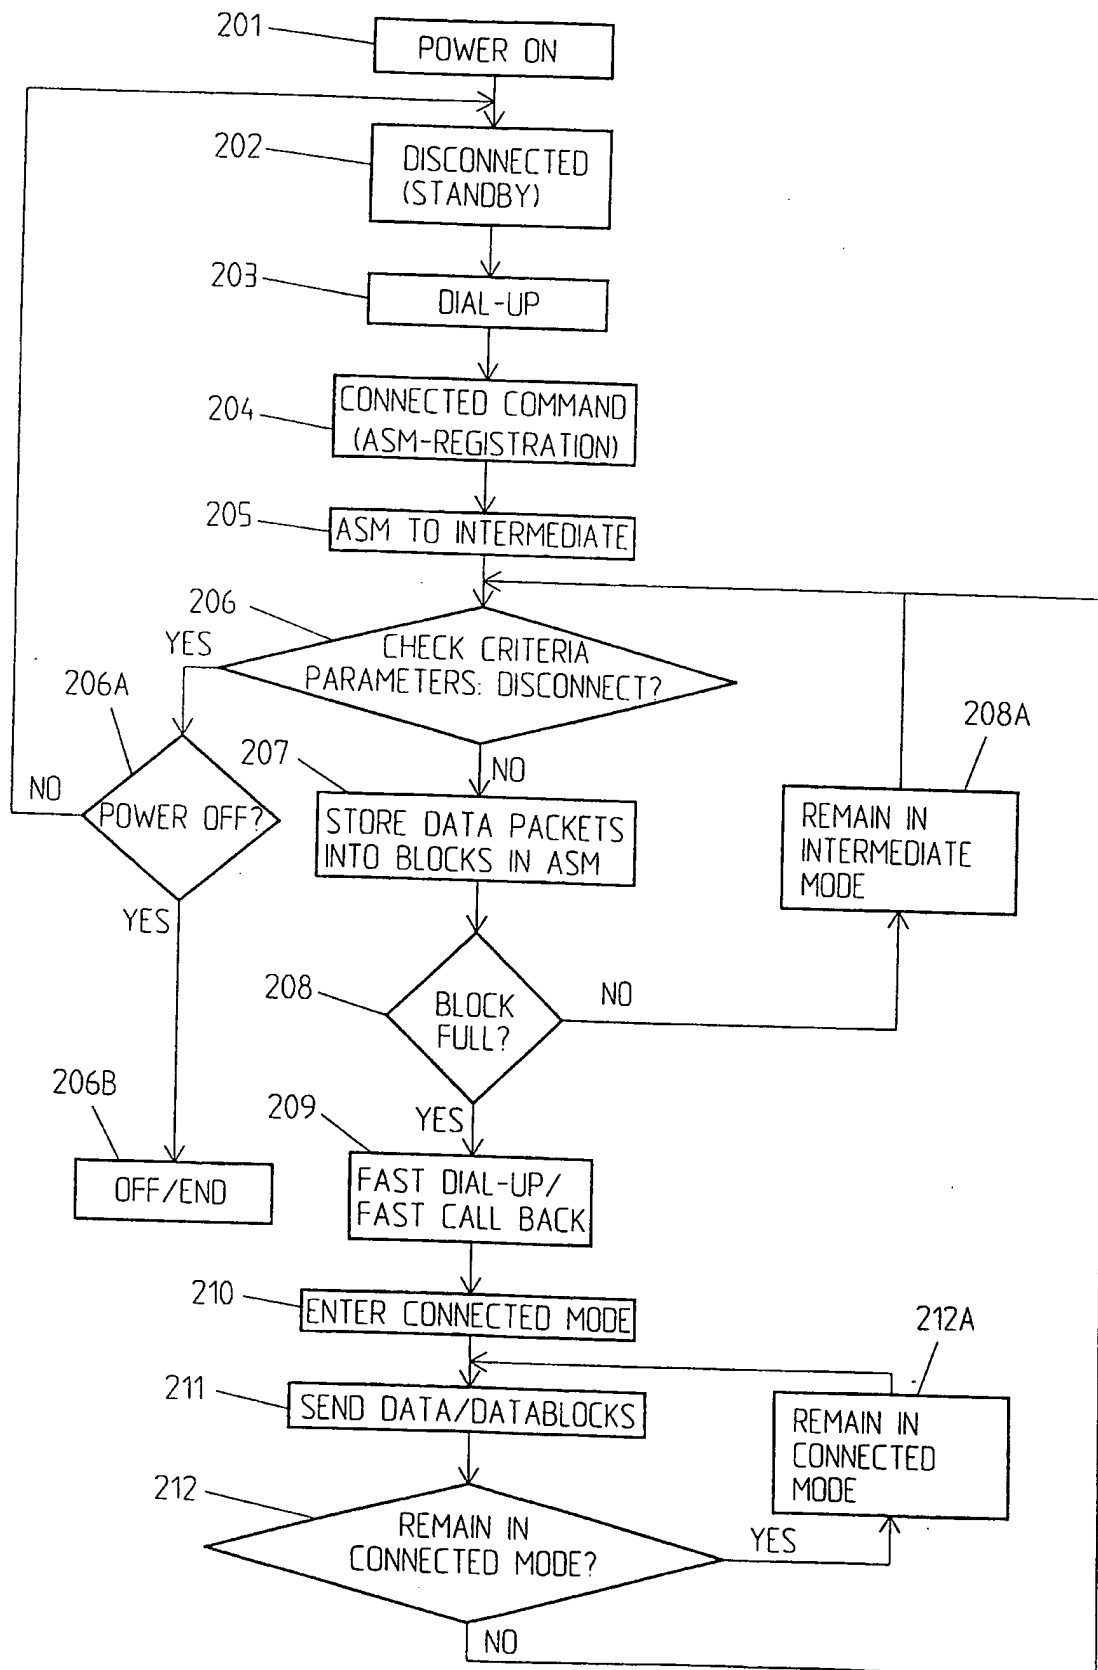 201
POWER ON
202
DISCONNECTED
(STANDBY)
203
DIAL-UP
204
CONNECTED COMMAND
(ASM-REGISTRATION)
205
ASM TO INTERMEDIATE
206
YES
CHECK CRITERIA
PARAMETERS: DISCONNECT?
206A
NO
POWER OFF?
YES
207
NO
STORE DATA PACKETS
INTO BLOCKS IN ASM
208A
REMAIN IN
INTERMEDIATE
MODE
208
BLOCK
FULL?
NO
YES
206B
OFF/END
209
FAST DIAL-UP/
FAST CALL BACK
210
ENTER CONNECTED MODE
211
SEND DATA/DATABLOCKS
212A
REMAIN IN
CONNECTED
MODE
212
REMAIN IN
CONNECTED MODE?
YES
NO